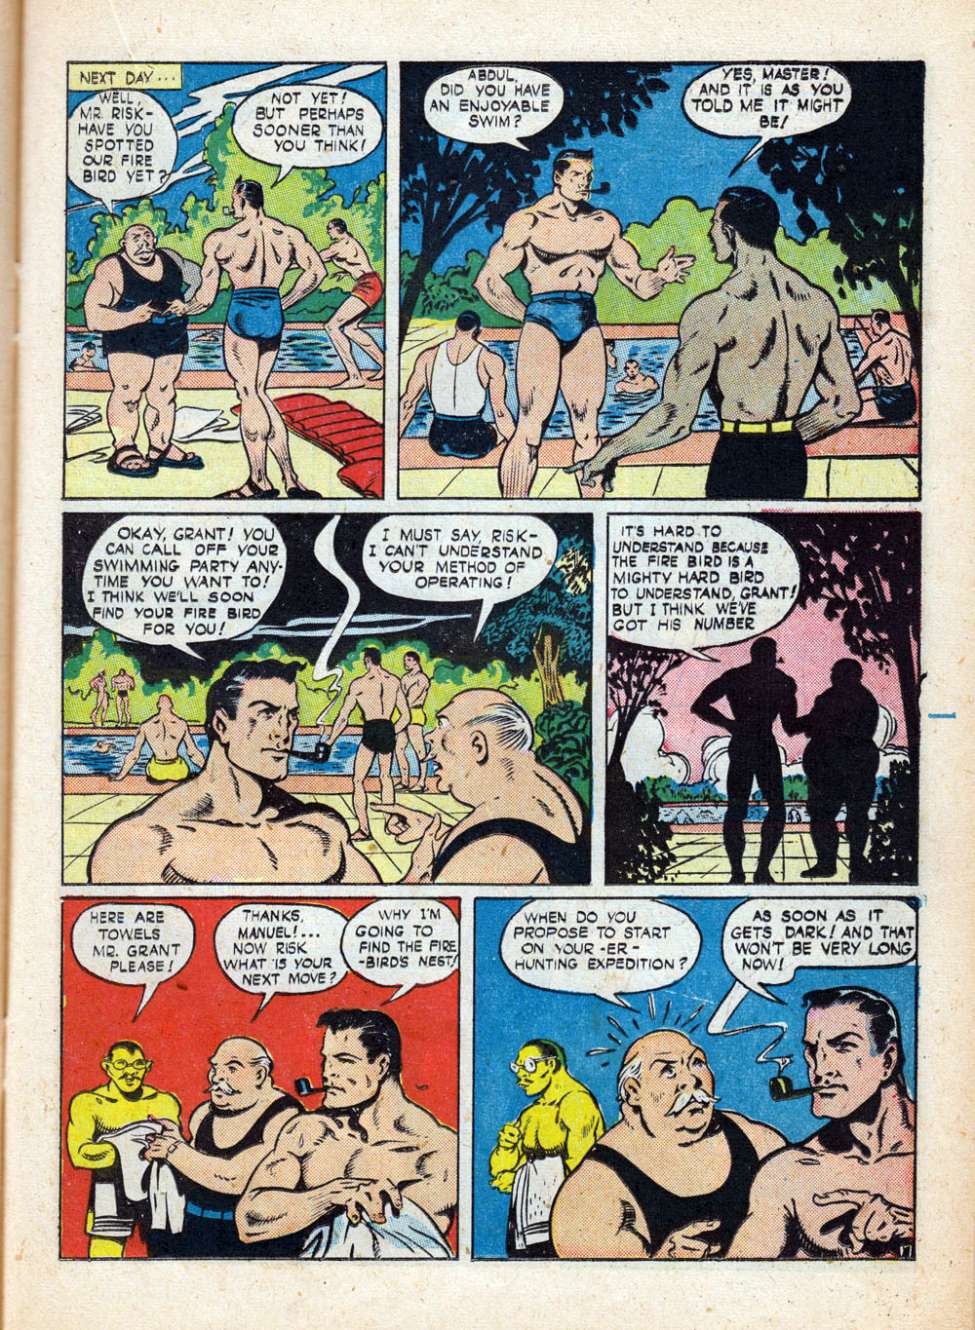 NEXT DAY...
WELL,
MR. RISK-
HAVE YOU
SPOTTED
OUR FIRE
BIRD YET?
NOT YET!
BUT PERHAPS
SOONER THAN
YOU THINK!
ABDUL,
DID YOU HAVE
AN ENJOYABLE
SWIM?
YES, MASTER!
AND IT IS AS YOU
TOLD ME IT MIGHT
BE!
OKAY, GRANT! YOU
CAN CALL OFF YOUR
SWIMMING PARTY ANY-
TIME YOU WANT TO!
I THINK WE'LL SOON
FIND YOUR FIRE BIRD
FOR YOU!
I MUST SAY, RISK-
I CAN'T UNDERSTAND
YOUR METHOD OF
OPERATING!
IT'S HARD TO
UNDERSTAND BECAUSE
THE FIRE BIRD IS A
MIGHTY HARD BIRD
TO UNDERSTAND, GRANT!
BUT I THINK WE'VE
GOT HIS NUMBER
HERE ARE
TOWELS
MR. GRANT
PLEASE!
THANKS,
MANUEL!...
NOW RISK
WHAT IS YOUR
NEXT MOVE?
WHY I'M
GOING TO
FIND THE FIRE
-BIRD'S NEST!
WHEN DO YOU
PROPOSE TO START
ON YOUR -ER-
HUNTING EXPEDITION?
AS SOON AS IT
GETS DARK! AND THAT
WON'T BE VERY LONG
NOW!
17